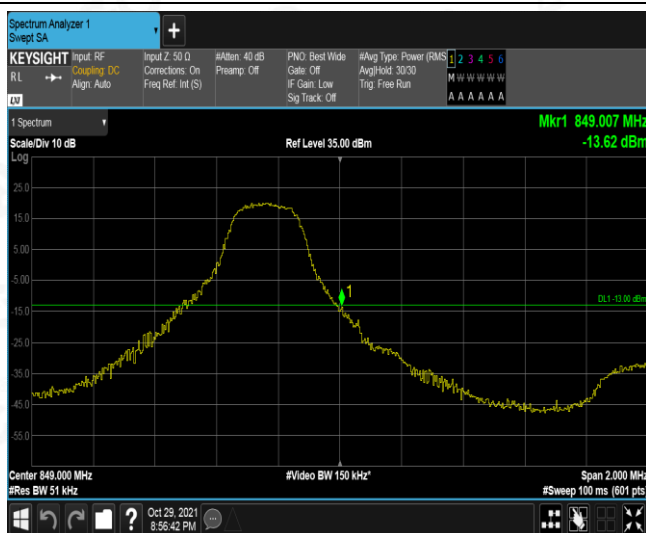 Spectrum Analyzer 1
Swept SA
+
KEYSIGHT
RL
Input: RF
Coupling: DC
Align: Auto
Input Z: 50 Ω
Corrections: On
Freq Ref: Int (S)
#Atten: 40 dB
Preamp: Off
PNO: Best Wide
Gate: Off
IF Gain: Low
Sig Track: Off
#Avg Type: Power (RMS
Avg|Hold: 30/30
Trig: Free Run
1 2 3 4 5 6
M W W W W W
A A A A A A
1 Spectrum
Mkr1 849.007 MHz
Scale/Div 10 dB
Ref Level 35.00 dBm
-13.62 dBm
Log
25.0
15.0
5.00
-5.00
1
DL1 -13.00 dBm
-15.0
-25.0
-35.0
-45.0
-55.0
Center 849.000 MHz
#Video BW 150 kHz*
Span 2.000 MHz
#Res BW 51 kHz
#Sweep 100 ms (601 pts)
?
Oct 29, 2021
8:56:42 PM